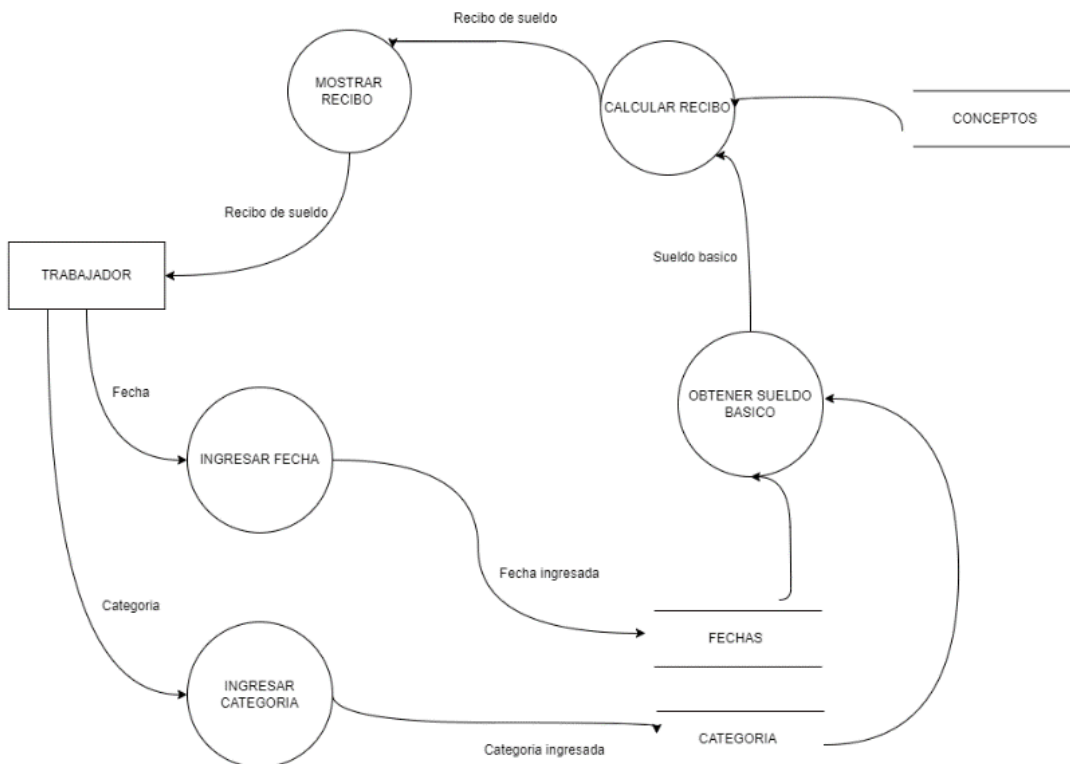 Recibo de sueldo
MOSTRAR
RECIBO
CALCULAR RECIBO
CONCEPTOS
Recibo de sueldo
Sueldo basico
TRABAJADOR
Fecha
OBTENER SUELDO
BASICO
INGRESAR FECHA
Fecha ingresada
Categoria
FECHAS
INGRESAR
CATEGORIA
CATEGORIA
Categoria ingresada